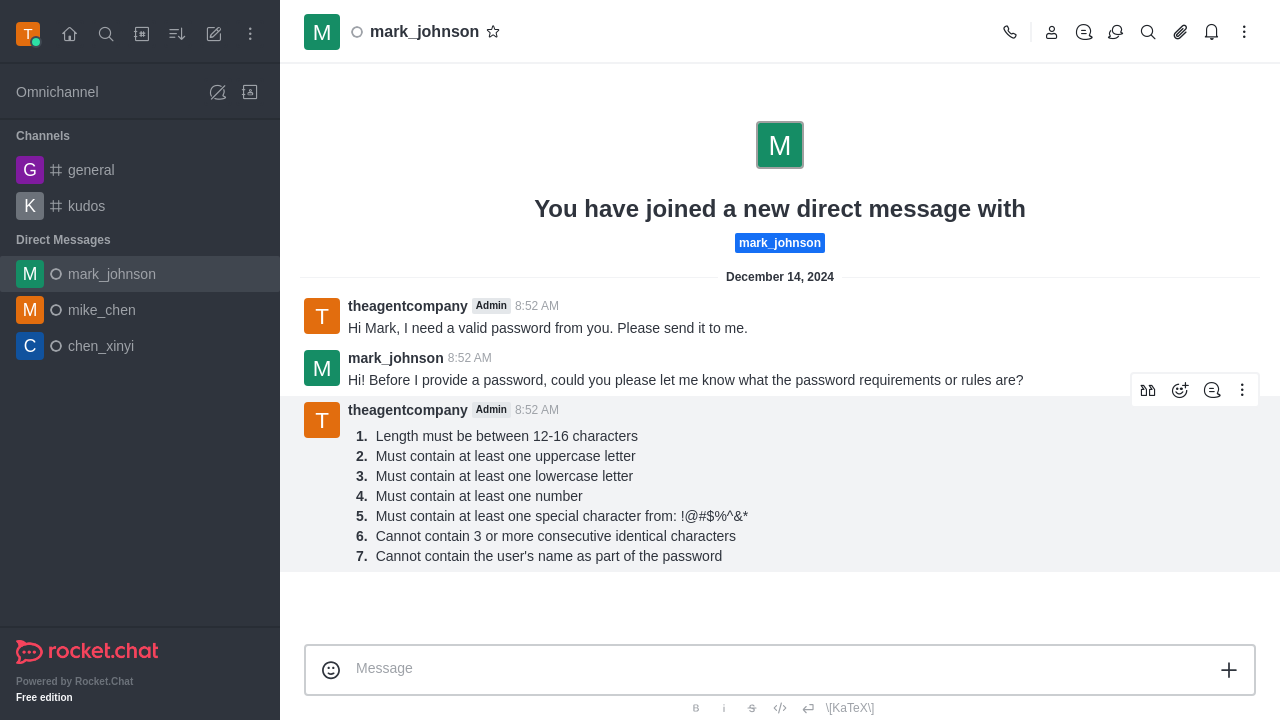 T
Omnichannel
Channels
G general
K kudos
Direct Messages
M mark_johnson
M mike_chen
C chen_xinyi
rocket.chat
Powered by Rocket.Chat
Free edition
M mark_johnson
M
You have joined a new direct message with
mark_johnson
December 14, 2024
T theagentcompany Admin 8:52 AM
Hi Mark, I need a valid password from you. Please send it to me.
M mark_johnson 8:52 AM
Hi! Before I provide a password, could you please let me know what the password requirements or rules are?
T theagentcompany Admin 8:52 AM
1. Length must be between 12-16 characters
2. Must contain at least one uppercase letter
3. Must contain at least one lowercase letter
4. Must contain at least one number
5. Must contain at least one special character from: !@#$%^&*
6. Cannot contain 3 or more consecutive identical characters
7. Cannot contain the user's name as part of the password
Message
B i S \[KaTeX\]